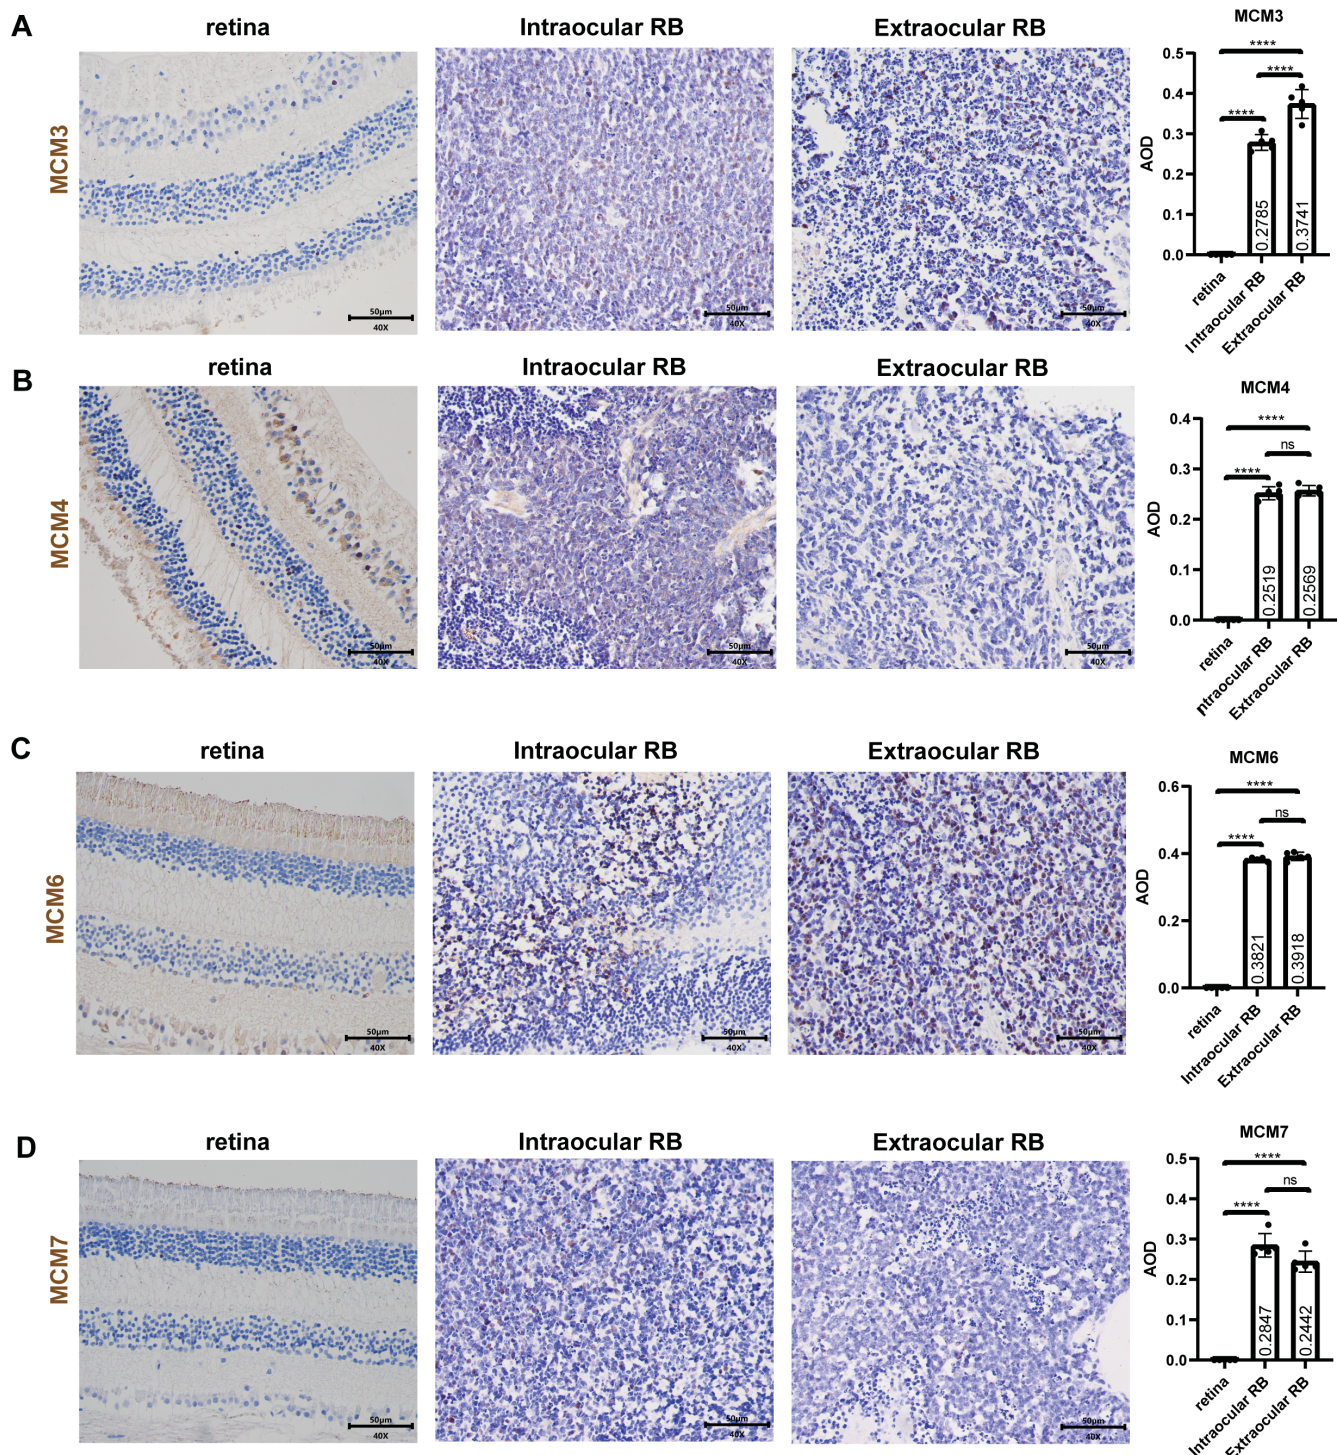 A
retina
Intraocular RB
Extraocular RB
MCM3
MCM3
50μm
40X
50μm
40X
50μm
40X
AOD
0.5
0.4
0.3
0.2
0.1
0.0
****
****
****
0.2785
0.3741
retina
Intraocular RB
Extraocular RB
B
retina
Intraocular RB
Extraocular RB
MCM4
MCM4
50μm
40X
50μm
40X
50μm
40X
AOD
0.4
0.3
0.2
0.1
0.0
****
ns
****
0.2519
0.2569
retina
ntraocular RB
Extraocular RB
C
retina
Intraocular RB
Extraocular RB
MCM6
MCM6
50μm
40X
50μm
40X
50μm
40X
AOD
0.6
0.4
0.2
0.0
****
ns
****
0.3821
0.3918
retina
Intraocular RB
Extraocular RB
D
retina
Intraocular RB
Extraocular RB
MCM7
MCM7
50μm
40X
50μm
40X
50μm
40X
AOD
0.5
0.4
0.3
0.2
0.1
0.0
****
ns
****
0.2847
0.2442
retina
Intraocular RB
Extraocular RB